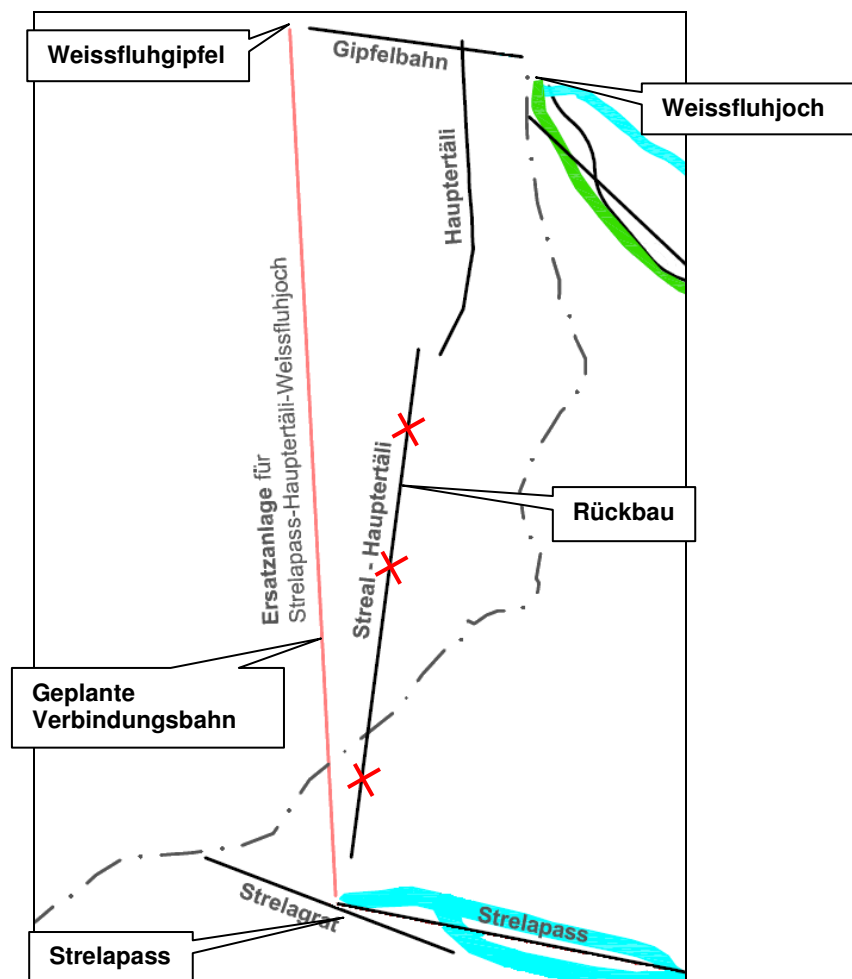 Weissfluhgipfel
Gipfelbahn
Weissfluhjoch
Hauptertäli
Ersatzanlage für
Strelapass-Hauptertäli-Weissfluhjoch
Streal - Hauptertäli
Rückbau
Geplante
Verbindungsbahn
Strelagrat
Strelapass
Strelapass